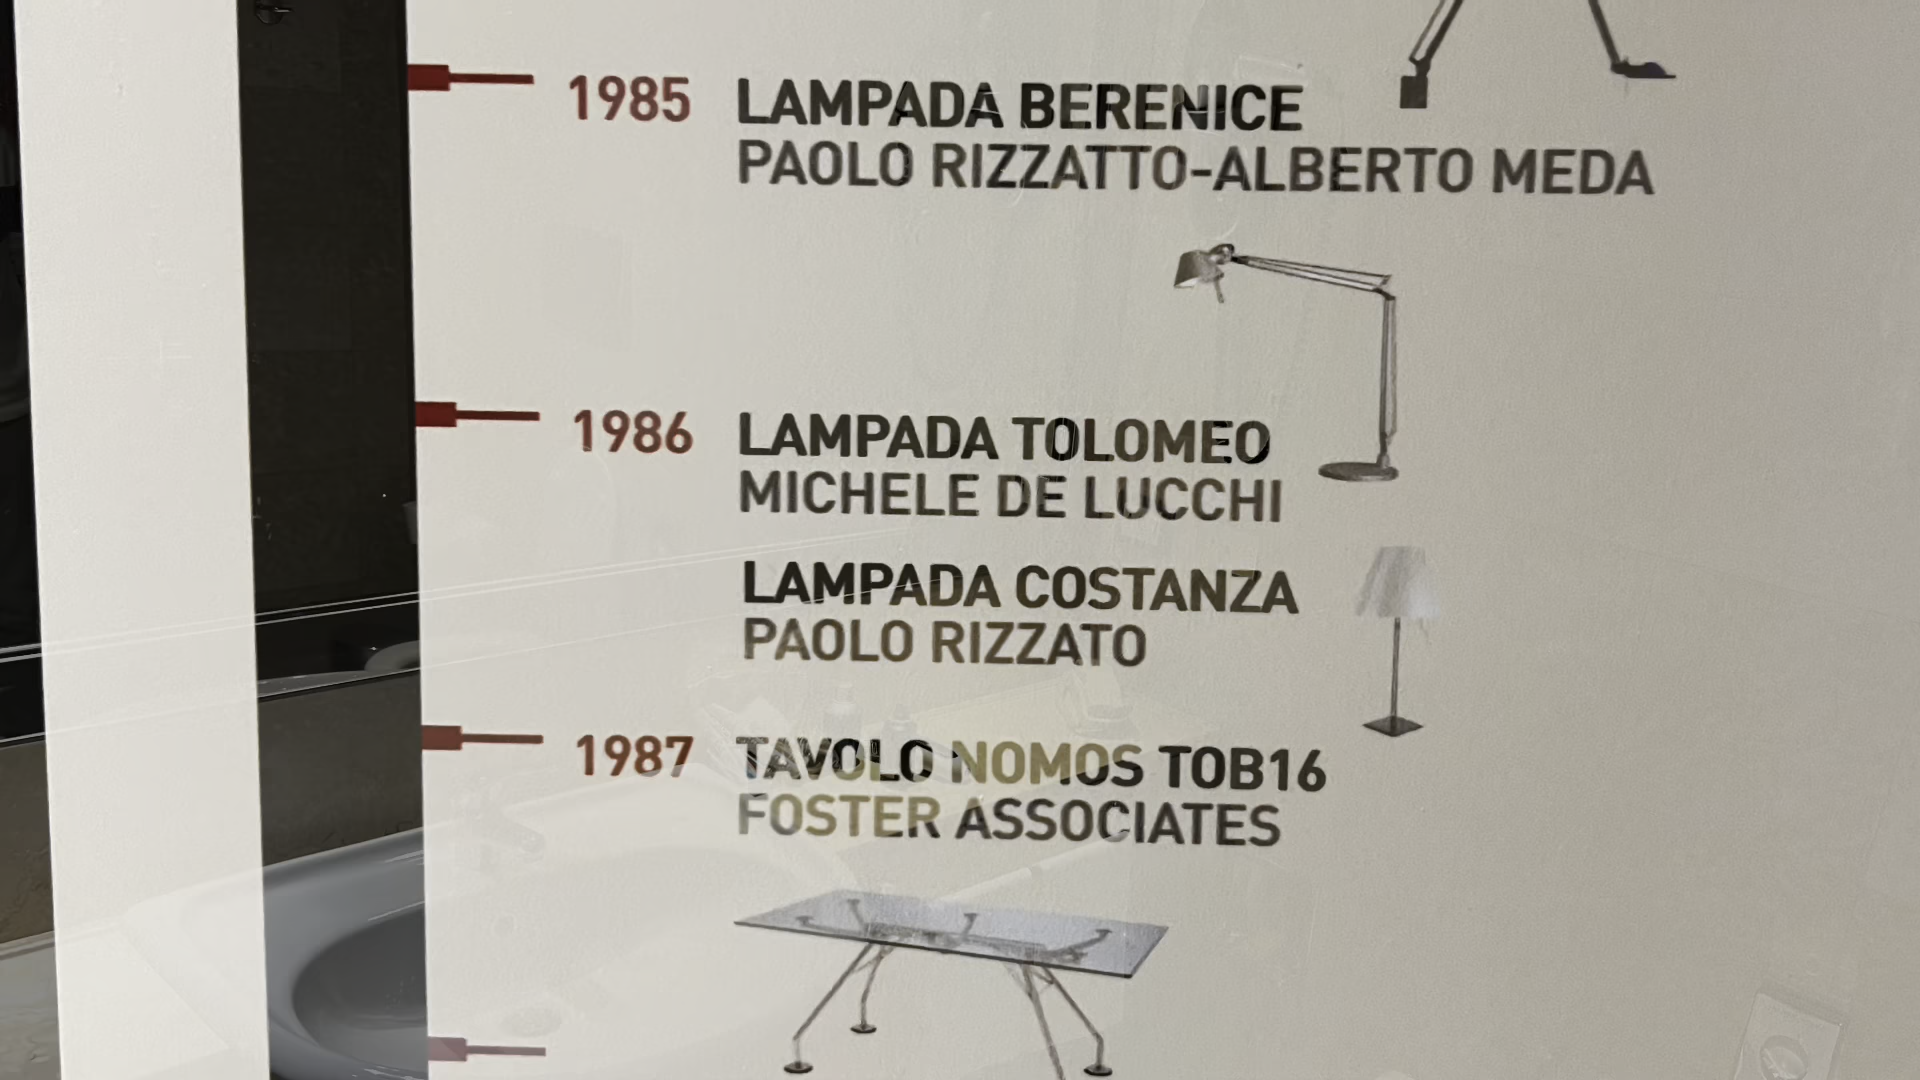 1985 LAMPADA BERENICE
PAOLO RIZZATTO-ALBERTO MEDA
1986 LAMPADA TOLOMEO
MICHELE DE LUCCHI
LAMPADA COSTANZA
PAOLO RIZZATO
1987 TAVOLO NOMOS TOB16
FOSTER ASSOCIATES